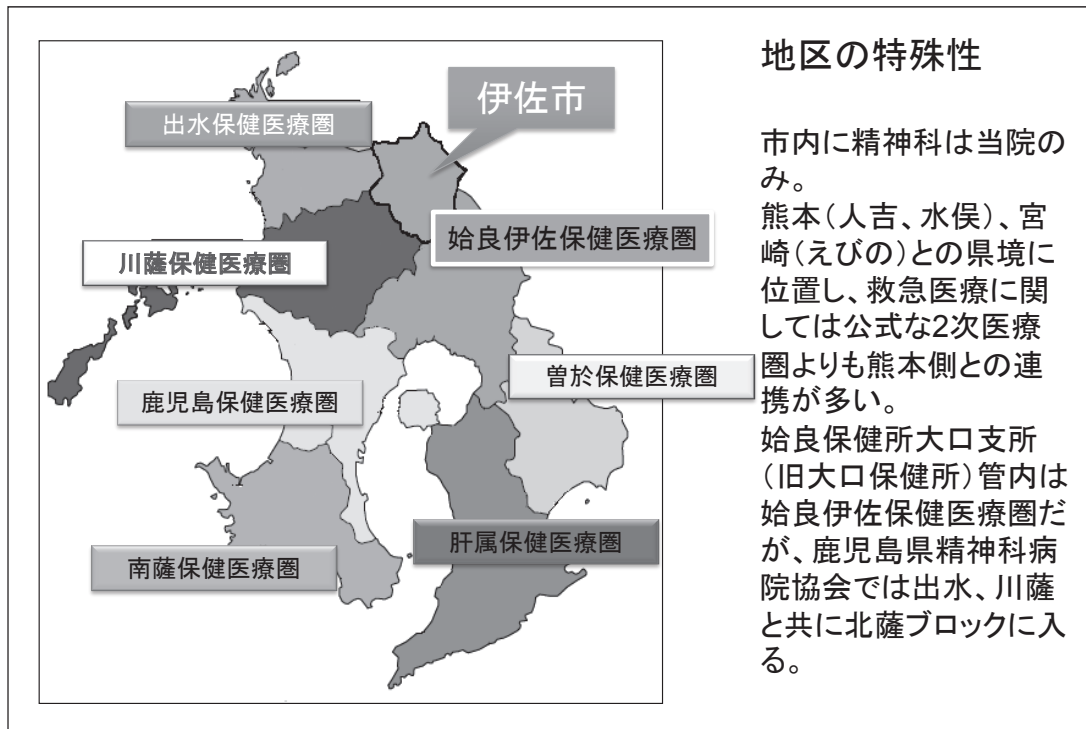 地区の特殊性
伊佐市
出水保健医療圏
姶良伊佐保健医療圏
川薩保健医療圏
曽於保健医療圏
鹿児島保健医療圏
肝属保健医療圏
南薩保健医療圏
市内に精神科は当院の
み。
熊本（人吉、水俣）、宮
崎（えびの）との県境に
位置し、救急医療に関
しては公式な2次医療
圏よりも熊本側との連
携が多い。
姶良保健所大口支所
（旧大口保健所）管内は
姶良伊佐保健医療圏だ
が、鹿児島県精神科病
院協会では出水、川薩
と共に北薩ブロックに入
る。